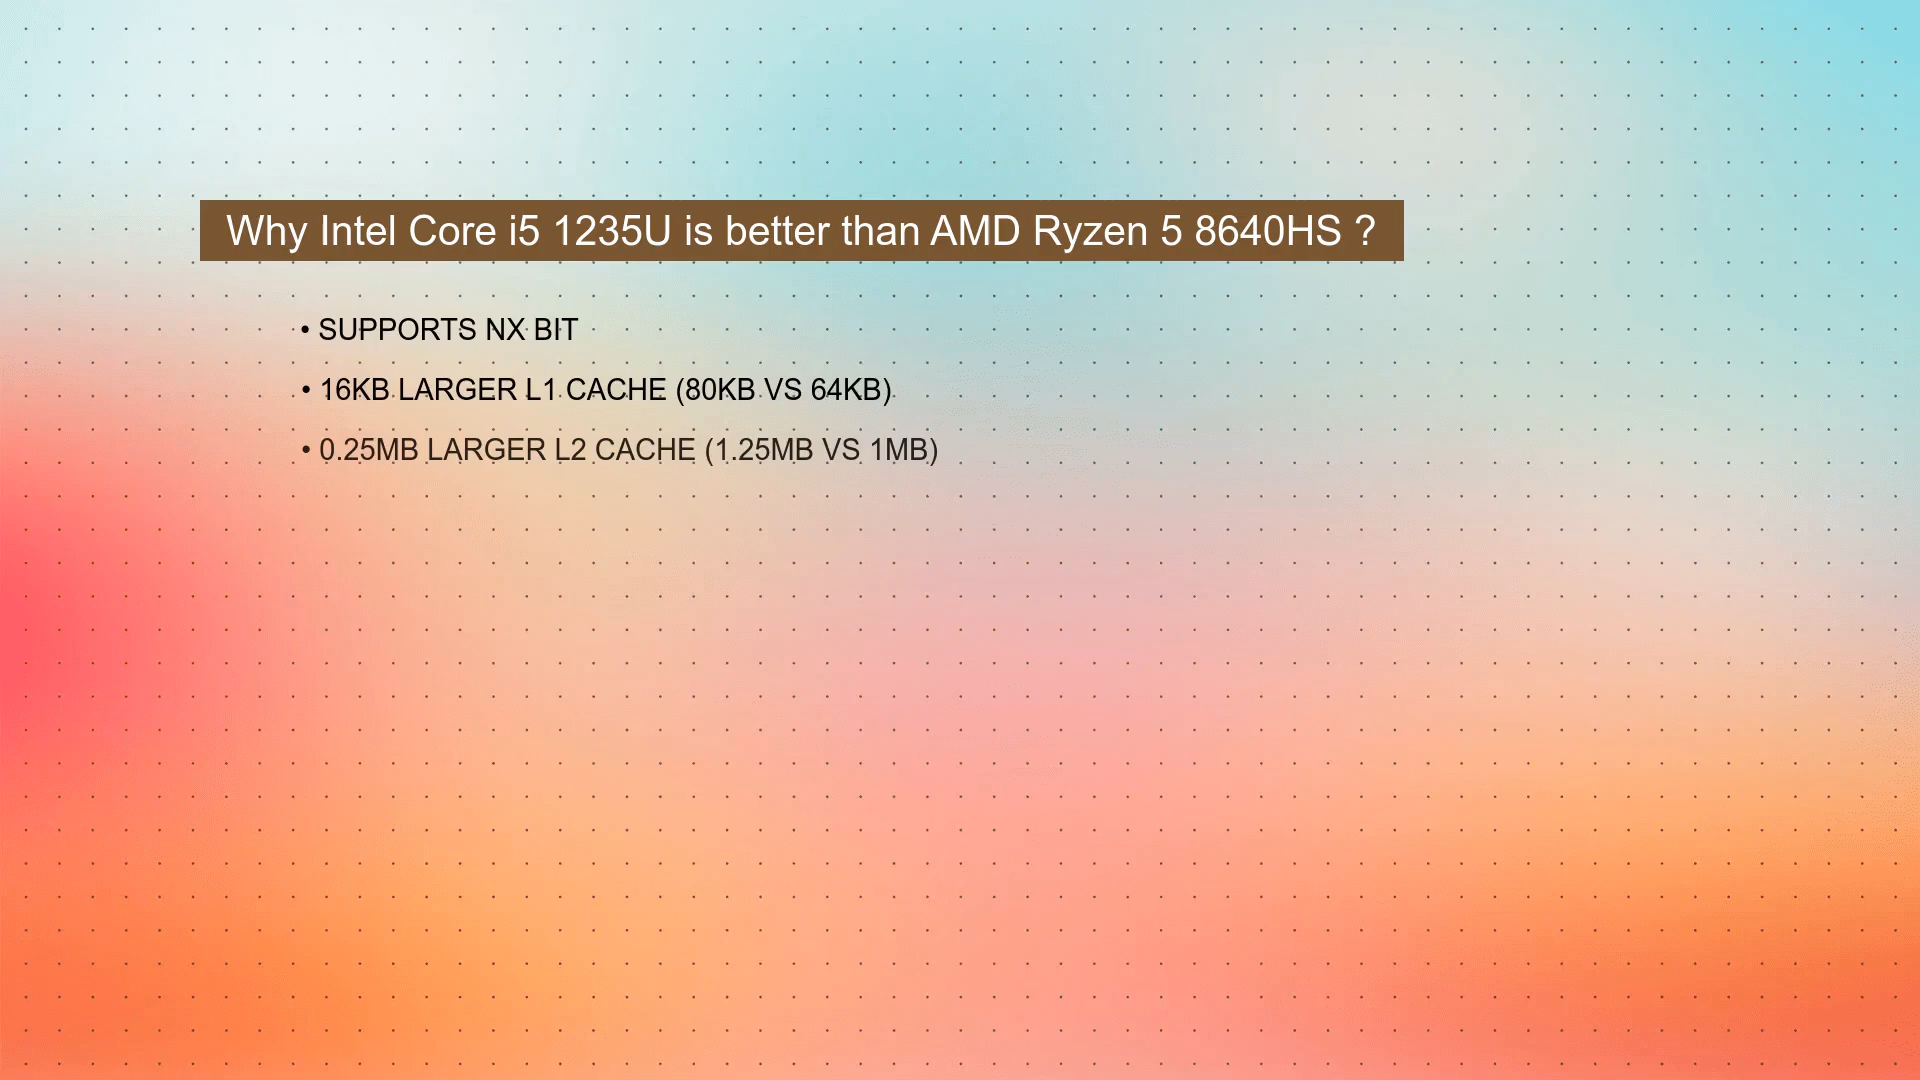 Why Intel Core i5 1235U is better than AMD Ryzen 5 8640HS ?
• SUPPORTS NX BIT
• 16KB LARGER L1 CACHE (80KB VS 64KB)
• 0.25MB LARGER L2 CACHE (1.25MB VS 1MB)